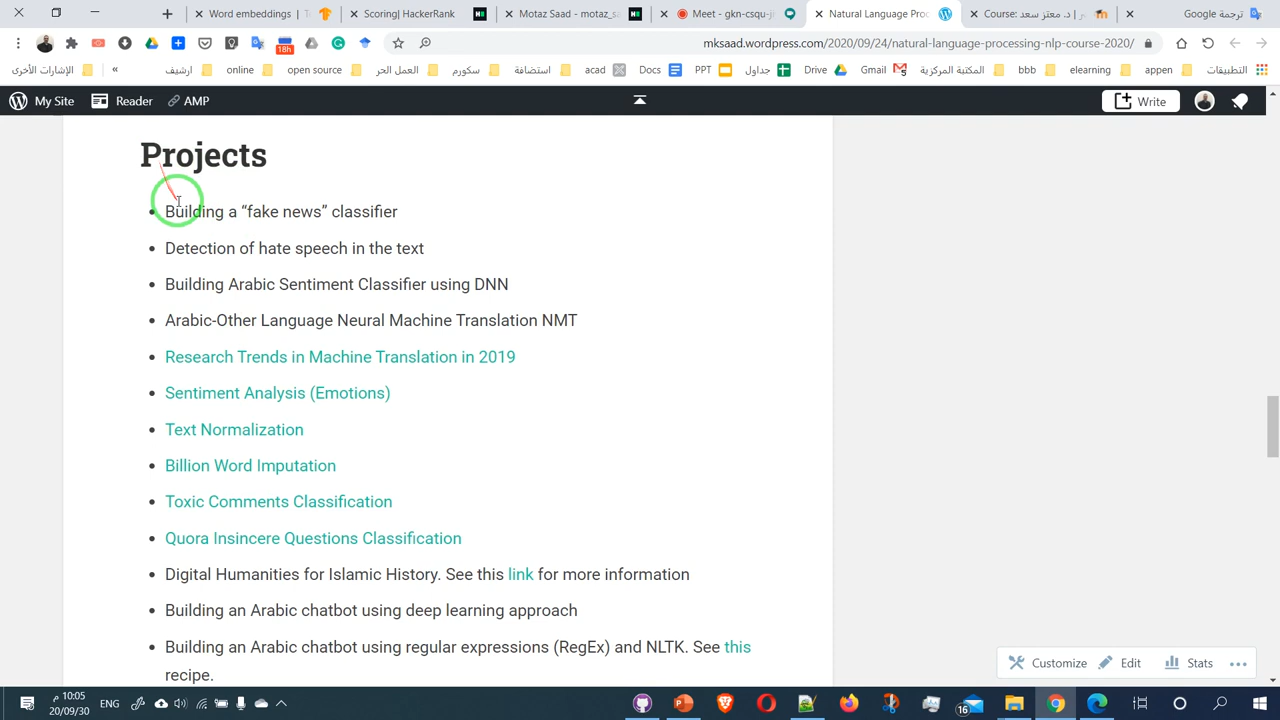 Word embeddings | Tens
Scoring| HackerRank
Motaz Saad - motaz_sa
Meet - gkn-csqu-ji
Natural Language Proc
Course: د. معتز سعد | ير
ترجمة Google
18h
mksaad.wordpress.com/2020/09/24/natural-language-processing-nlp-course-2020/
التطبيقات
appen
elearning
bbb
المكتبة المركزية
Gmail
Drive
جداول
PPT
Docs
acad
استضافة
سكورم
العمل الحر
open source
online
ارشيف
«
الإشارات الأخرى
My Site
Reader
AMP
Write
Projects
• Building a “fake news” classifier
• Detection of hate speech in the text
• Building Arabic Sentiment Classifier using DNN
• Arabic-Other Language Neural Machine Translation NMT
• Research Trends in Machine Translation in 2019
• Sentiment Analysis (Emotions)
• Text Normalization
• Billion Word Imputation
• Toxic Comments Classification
• Quora Insincere Questions Classification
• Digital Humanities for Islamic History. See this link for more information
• Building an Arabic chatbot using deep learning approach
• Building an Arabic chatbot using regular expressions (RegEx) and NLTK. See this
recipe.
Customize
Edit
Stats
10:05 م
20/09/30
ENG
16